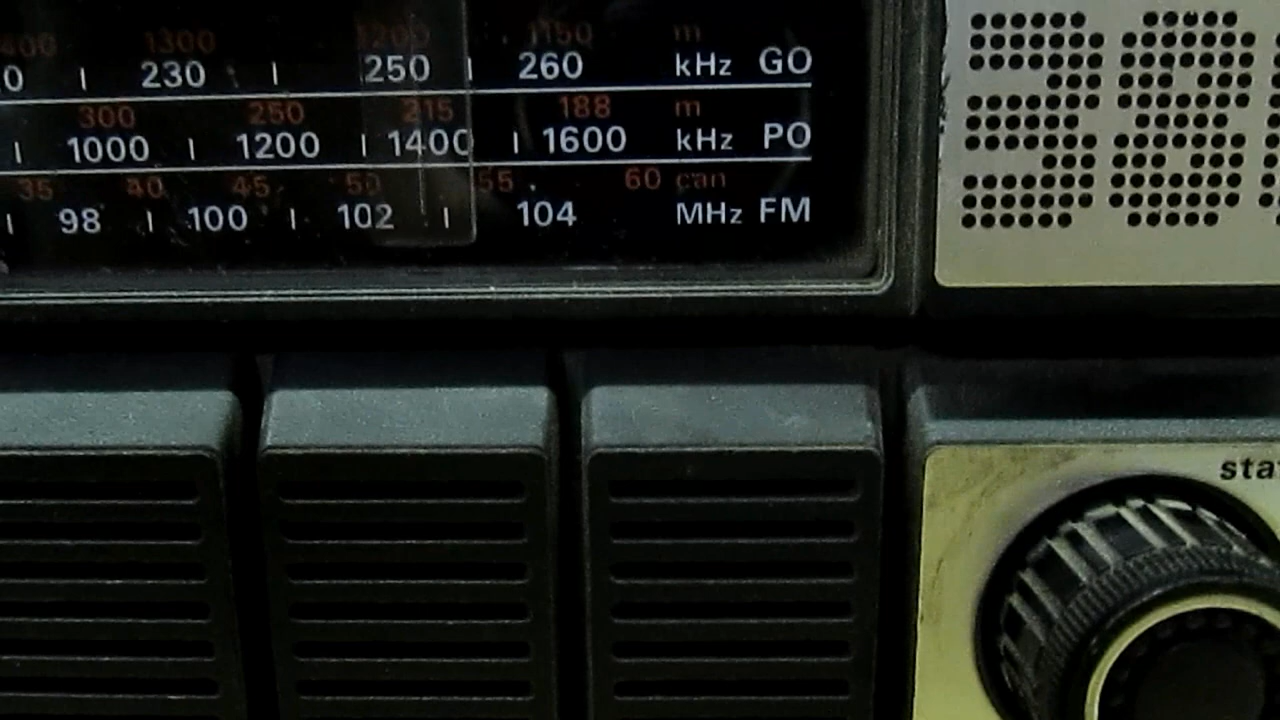 400 1300 1200 1150 m
0 230 250 260 kHz GO
300 250 215 188 m
1000 1200 1400 1600 kHz PO
35 40 45 50 55 60 can
98 100 102 104 MHz FM